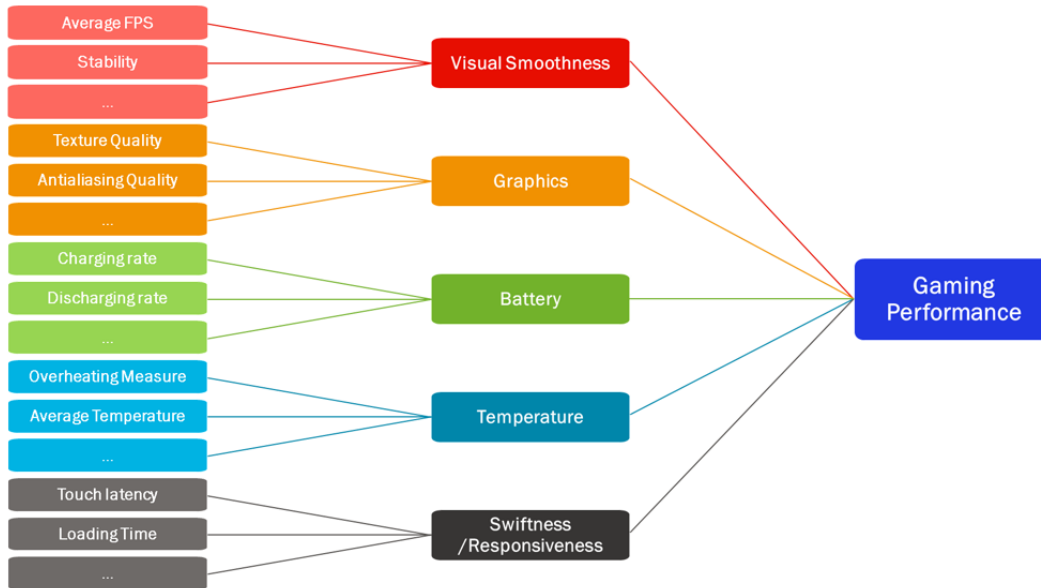 Average FPS
Stability
...
Visual Smoothness
Texture Quality
Antialiasing Quality
...
Graphics
Charging rate
Discharging rate
...
Battery
Overheating Measure
Average Temperature
...
Temperature
Touch latency
Loading Time
...
Swiftness
/Responsiveness
Gaming
Performance